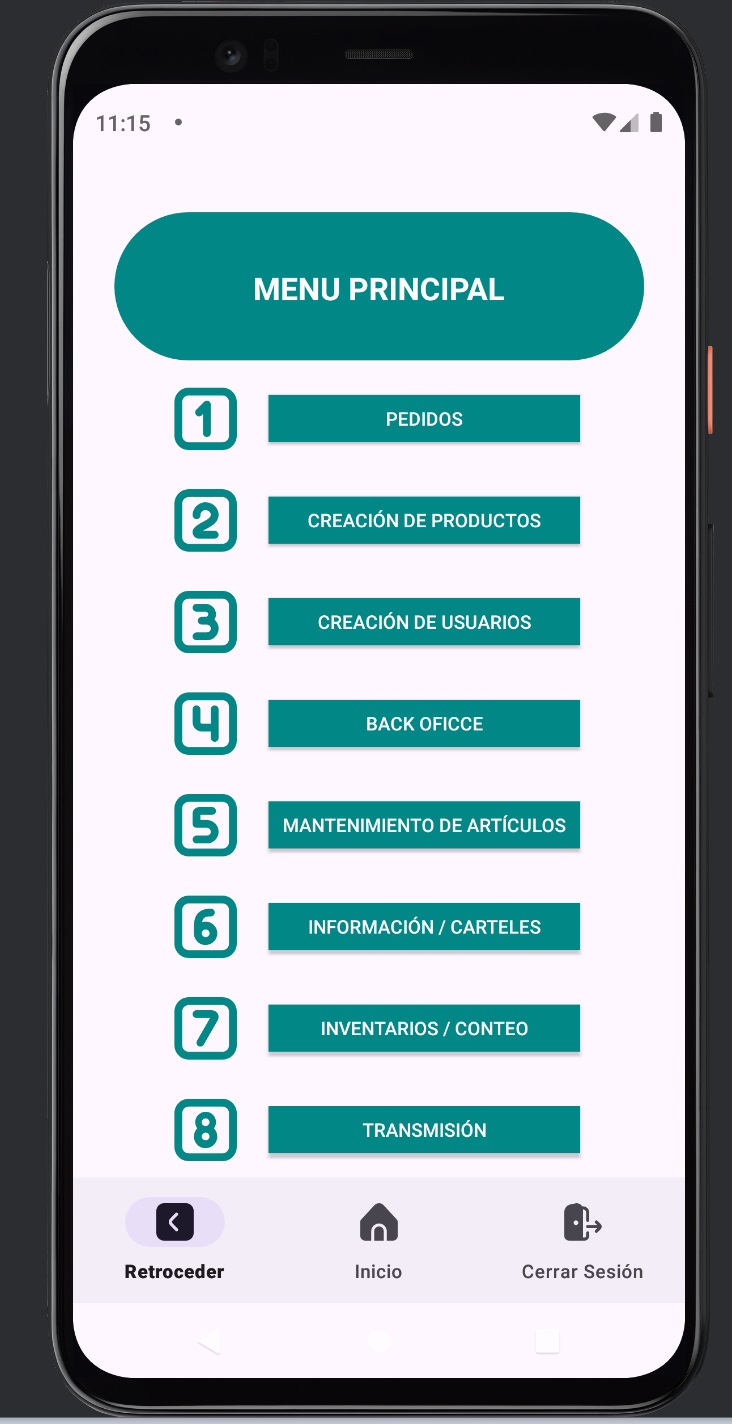 11:15
MENU PRINCIPAL
1 PEDIDOS
2 CREACIÓN DE PRODUCTOS
3 CREACIÓN DE USUARIOS
4 BACK OFICCE
5 MANTENIMIENTO DE ARTÍCULOS
6 INFORMACIÓN / CARTELES
7 INVENTARIOS / CONTEO
8 TRANSMISIÓN
Retroceder Inicio Cerrar Sesión